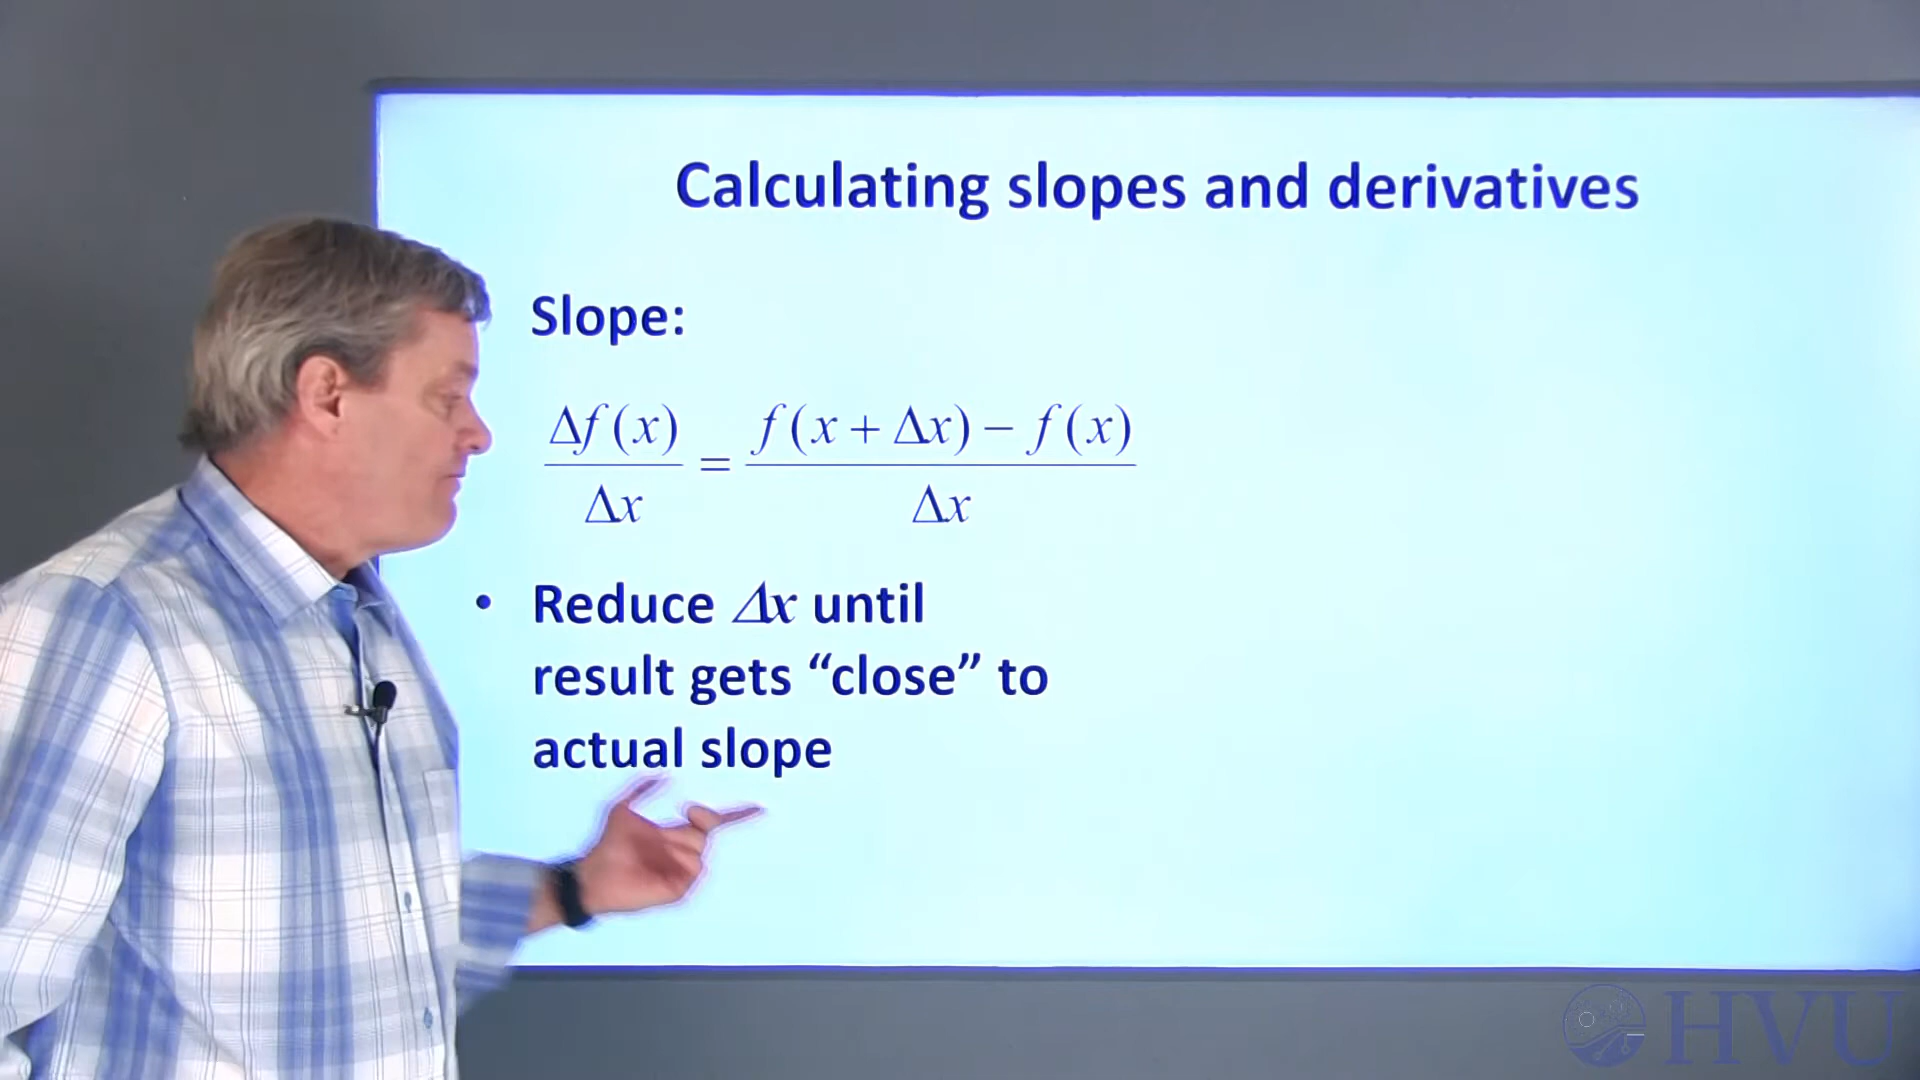 Calculating slopes and derivatives
Slope:
Δf(x)/Δx = (f(x + Δx) − f(x))/Δx
• Reduce Δx until
result gets “close” to
actual slope
HVU